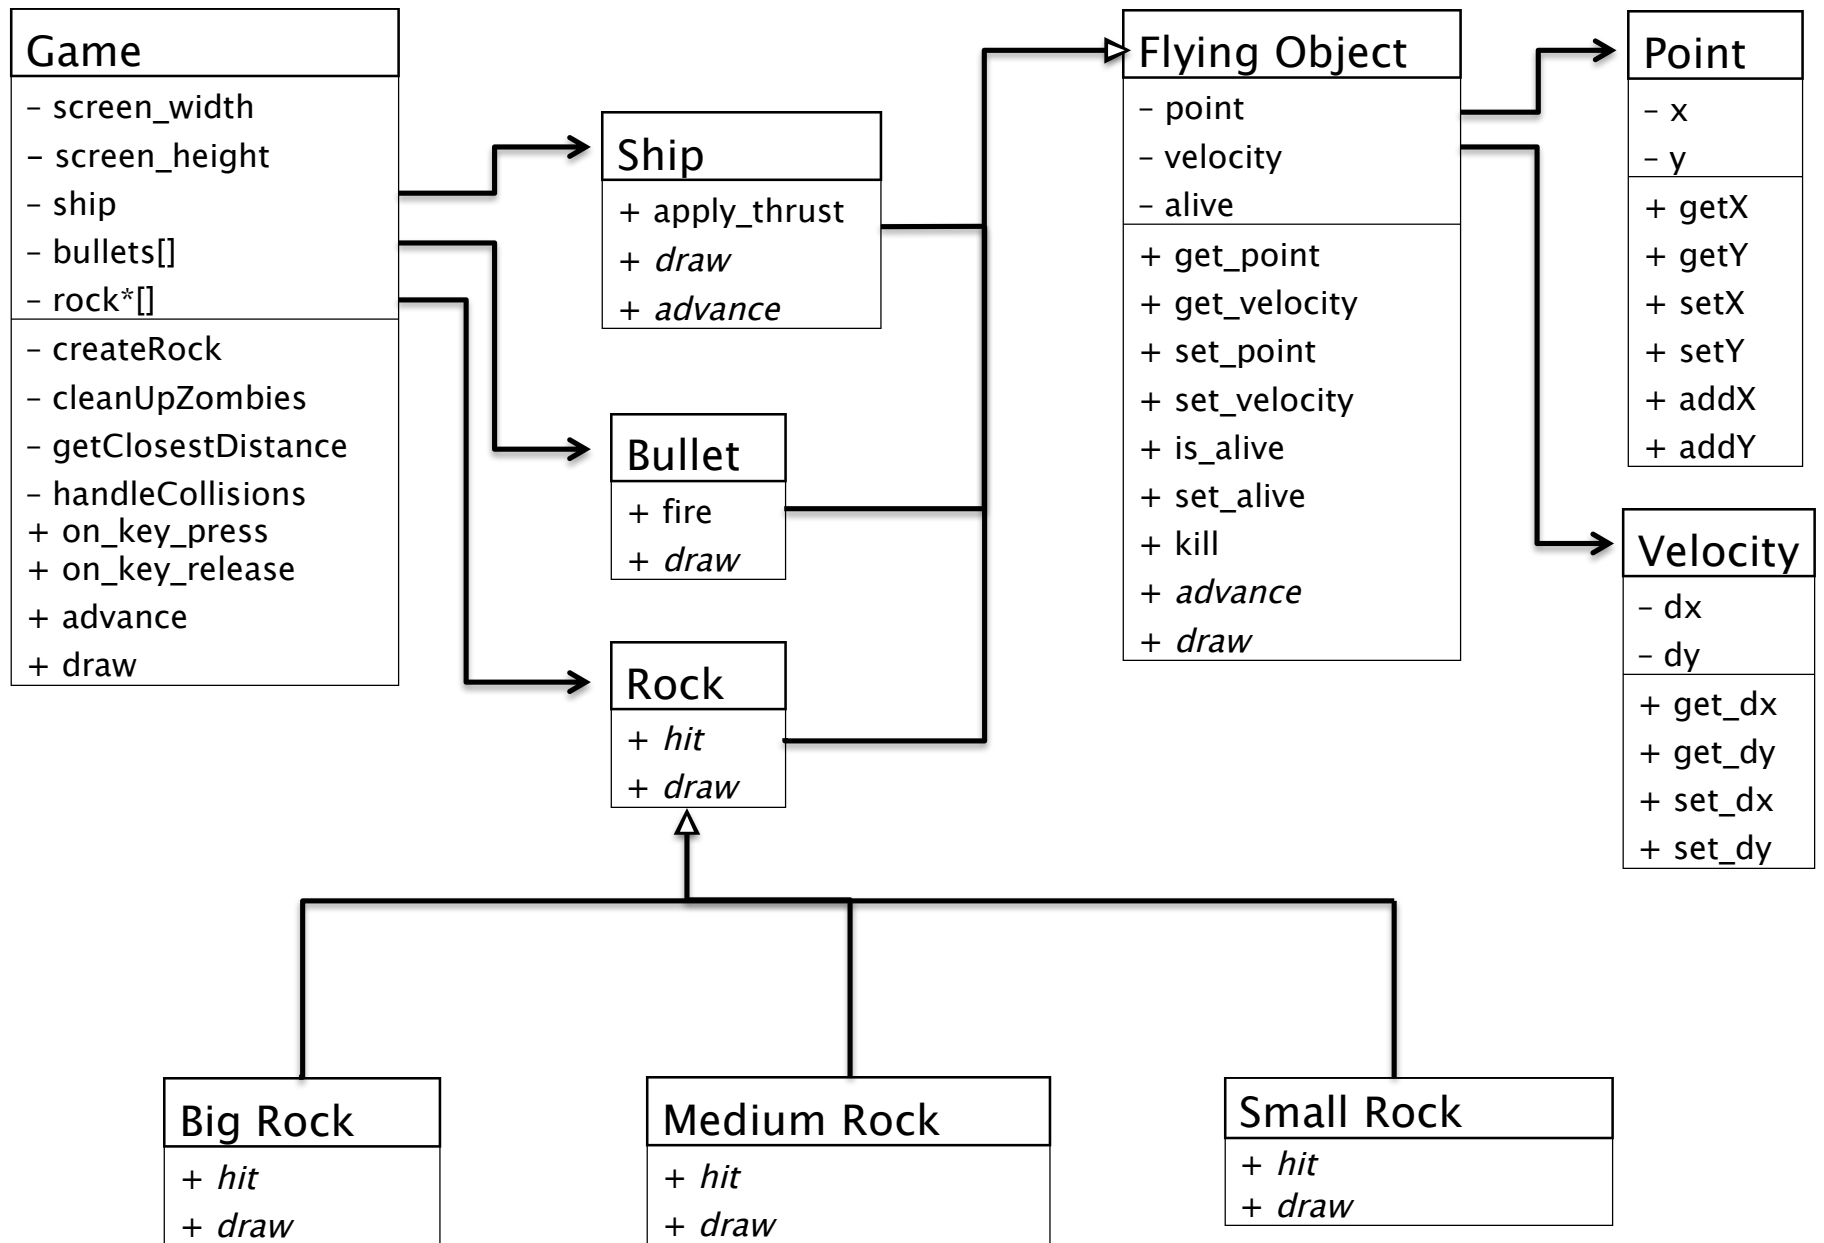 Game
- screen_width
- screen_height
- ship
- bullets[]
- rock*[]
- createRock
- cleanUpZombies
- getClosestDistance
- handleCollisions
+ on_key_press
+ on_key_release
+ advance
+ draw
Ship
+ apply_thrust
+ draw
+ advance
Bullet
+ fire
+ draw
Rock
+ hit
+ draw
Flying Object
- point
- velocity
- alive
+ get_point
+ get_velocity
+ set_point
+ set_velocity
+ is_alive
+ set_alive
+ kill
+ advance
+ draw
Point
- x
- y
+ getX
+ getY
+ setX
+ setY
+ addX
+ addY
Velocity
- dx
- dy
+ get_dx
+ get_dy
+ set_dx
+ set_dy
Big Rock
+ hit
+ draw
Medium Rock
+ hit
+ draw
Small Rock
+ hit
+ draw